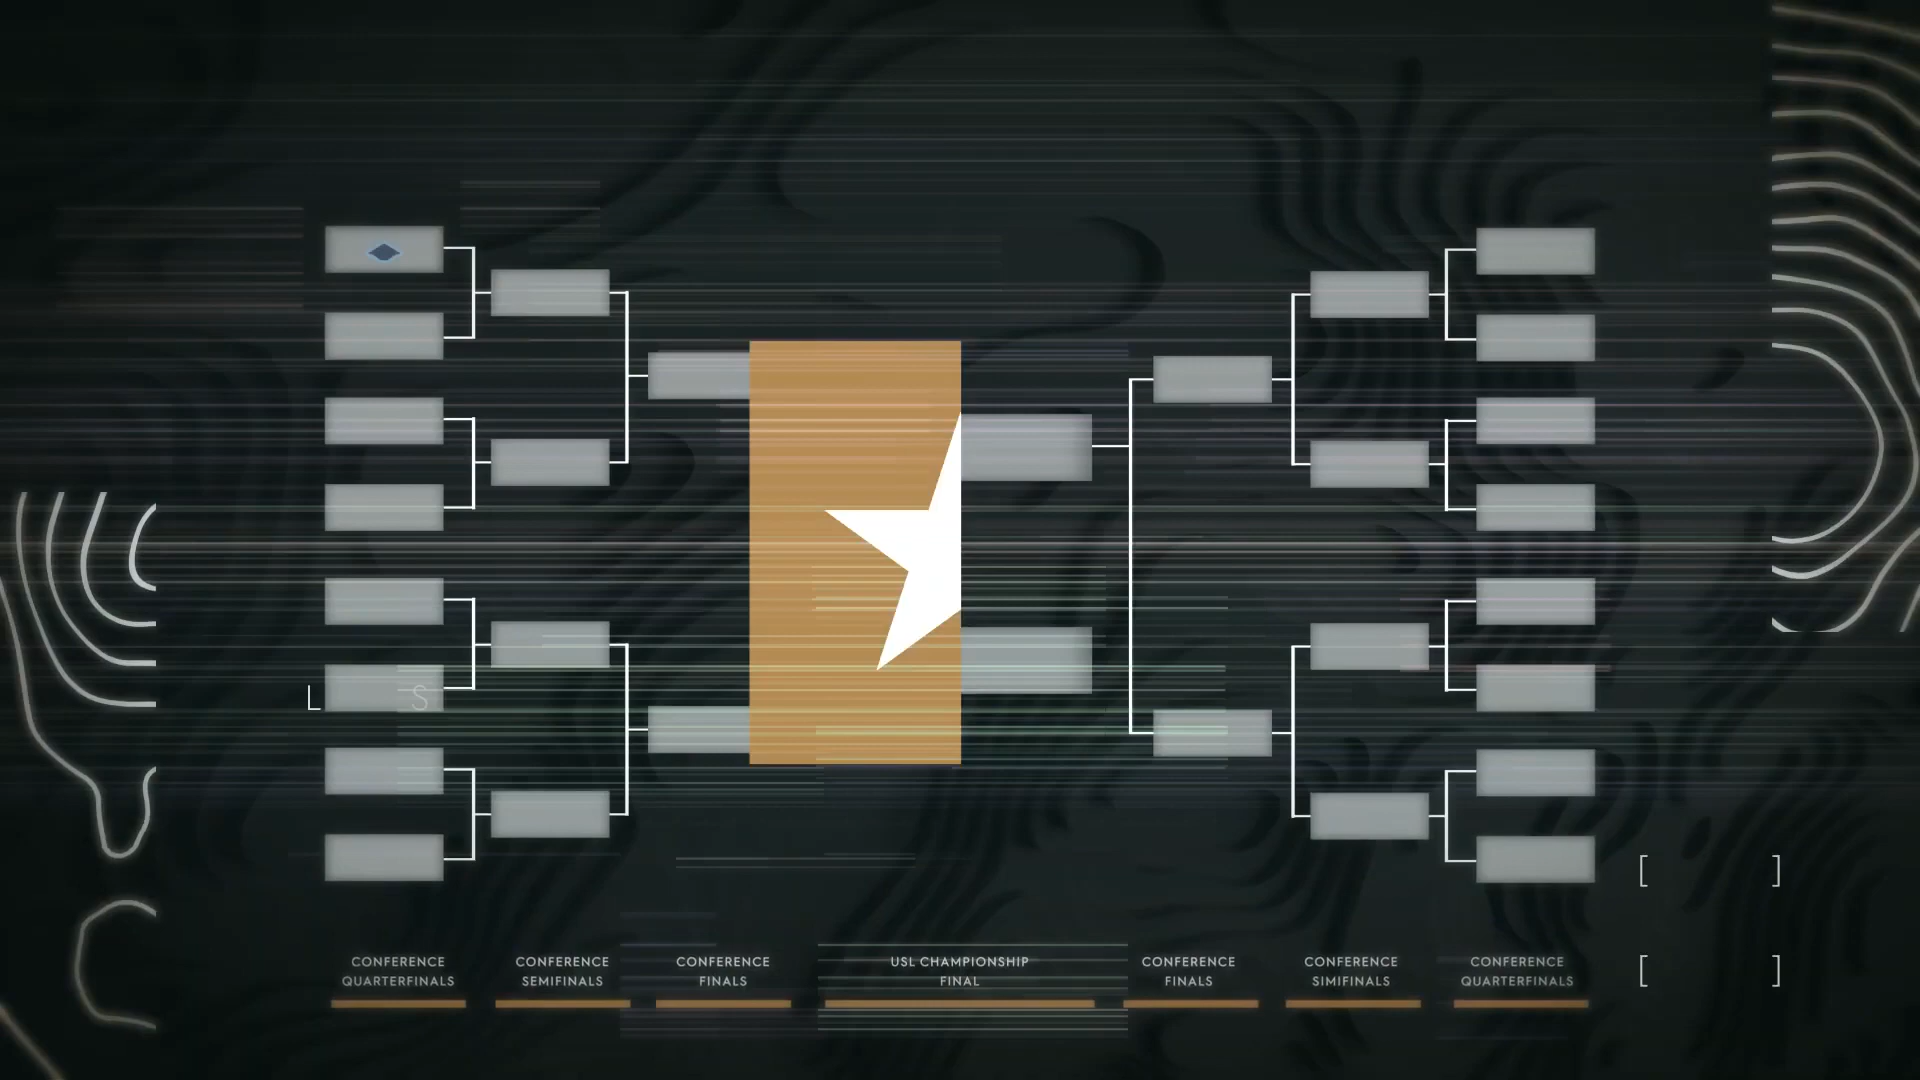 L S
CONFERENCE
QUARTERFINALS
CONFERENCE
SEMIFINALS
CONFERENCE
FINALS
USL CHAMPIONSHIP
FINAL
CONFERENCE
FINALS
CONFERENCE
SIMIFINALS
CONFERENCE
QUARTERFINALS
[ ]
[ ]